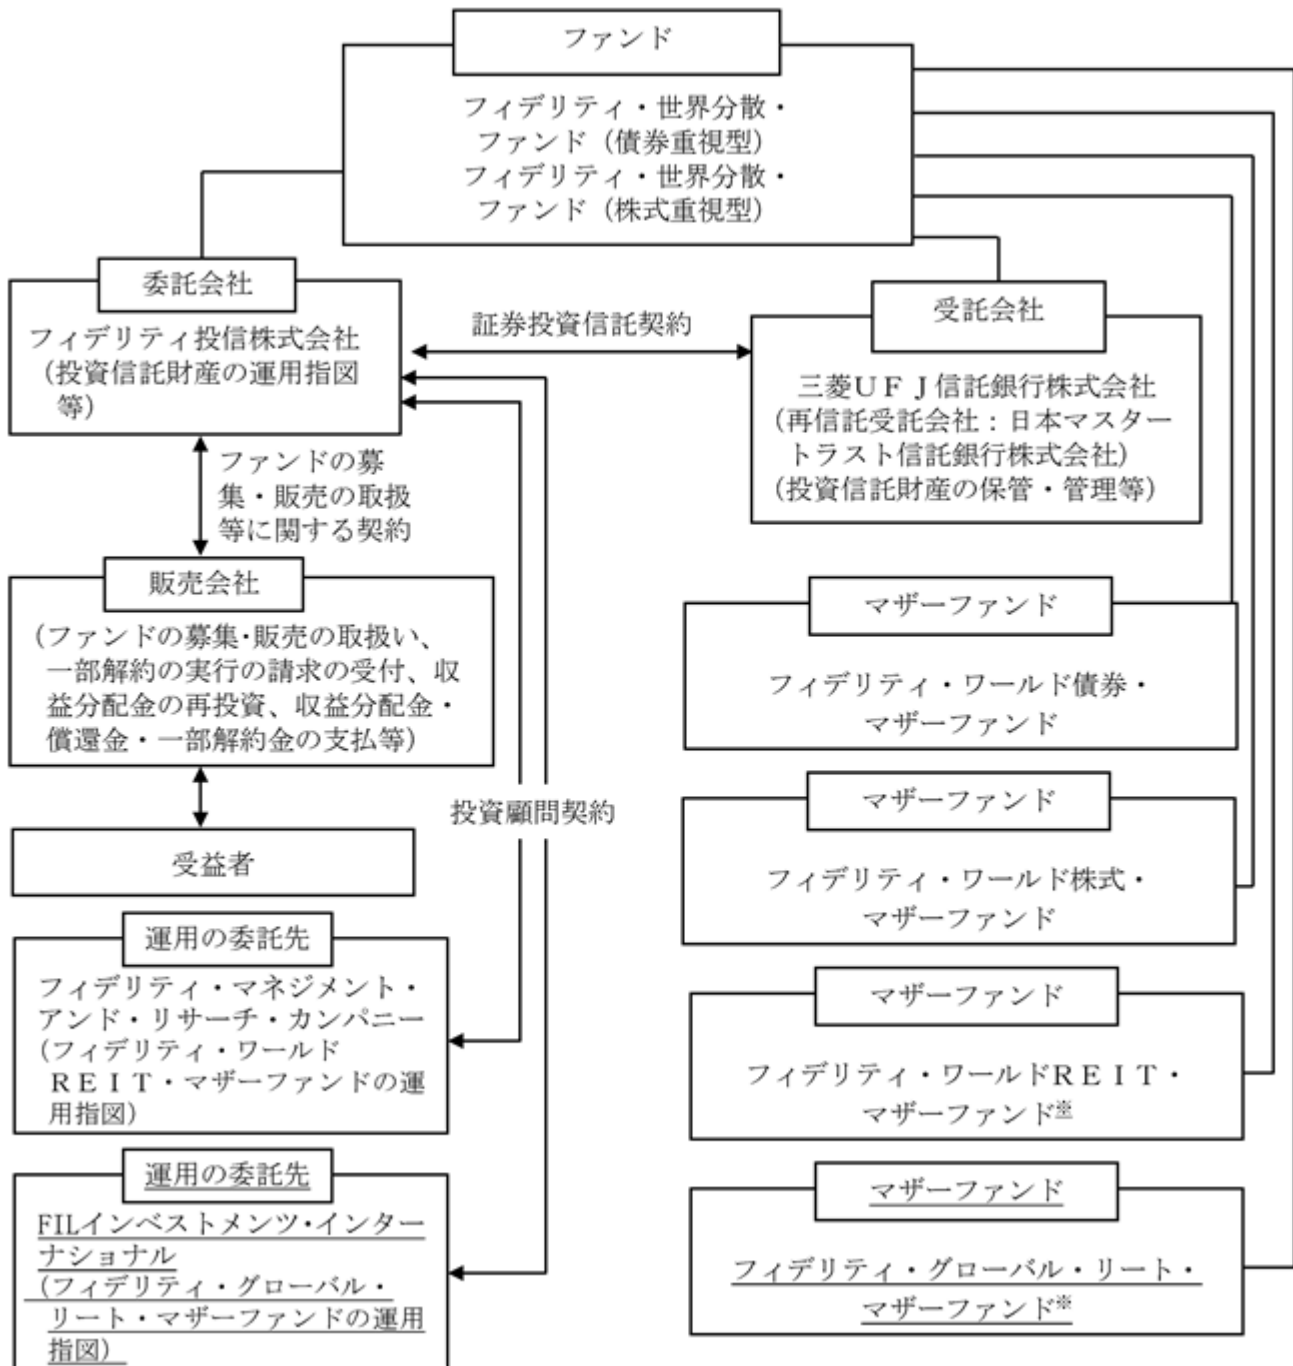 ファンド
フィデリティ・世界分散・
ファンド（債券重視型）
フィデリティ・世界分散・
ファンド（株式重視型）
委託会社
フィデリティ投信株式会社
（投資信託財産の運用指図
等）
証券投資信託契約
受託会社
三菱ＵＦＪ信託銀行株式会社
（再信託受託会社：日本マスター
トラスト信託銀行株式会社）
（投資信託財産の保管・管理等）
ファンドの募
集・販売の取扱
等に関する契約
販売会社
（ファンドの募集・販売の取扱い、
一部解約の実行の請求の受付、収
益分配金の再投資、収益分配金・
償還金・一部解約金の支払等）
投資顧問契約
受益者
運用の委託先
フィデリティ・マネジメント・
アンド・リサーチ・カンパニー
（フィデリティ・ワールド
ＲＥＩＴ・マザーファンドの運
用指図）
運用の委託先
FILインベストメンツ・インター
ナショナル
（フィデリティ・グローバル・
リート・マザーファンドの運用
指図）
マザーファンド
フィデリティ・ワールド債券・
マザーファンド
マザーファンド
フィデリティ・ワールド株式・
マザーファンド
マザーファンド
フィデリティ・ワールドＲＥＩＴ・
マザーファンド※
マザーファンド
フィデリティ・グローバル・リート・
マザーファンド※